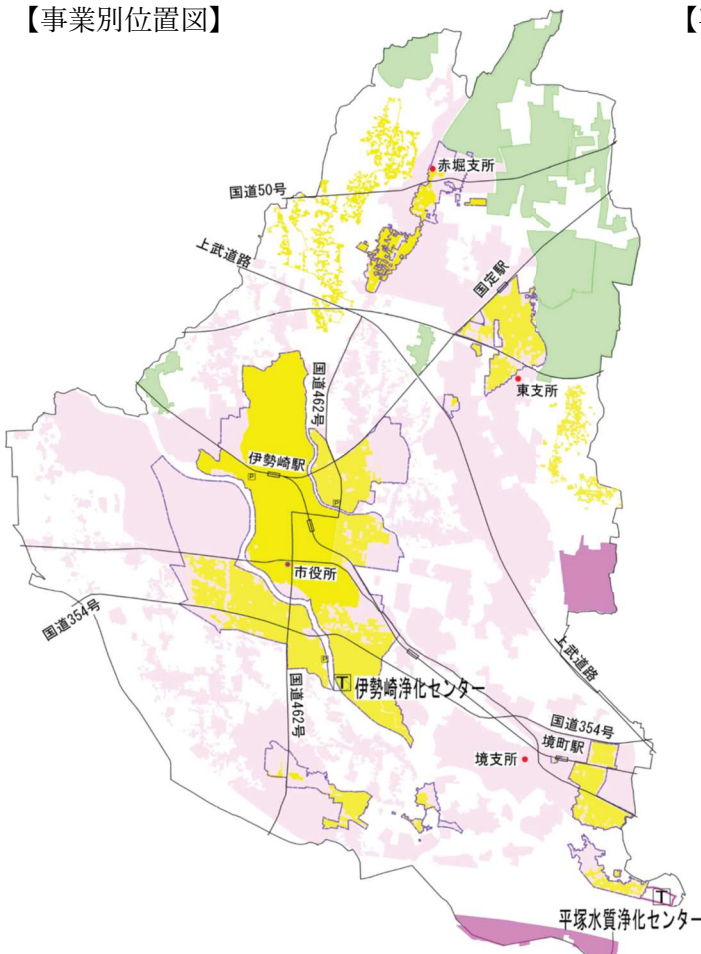 【事業別位置図】
【
赤堀支所
国道50号
上武道路
国定駅
国道462号
東支所
伊勢崎駅
P
P
市役所
国道354号
上武道路
P
T 伊勢崎浄化センター
国道462号
国道354号
境町駅
境支所
T
平塚水質浄化センター